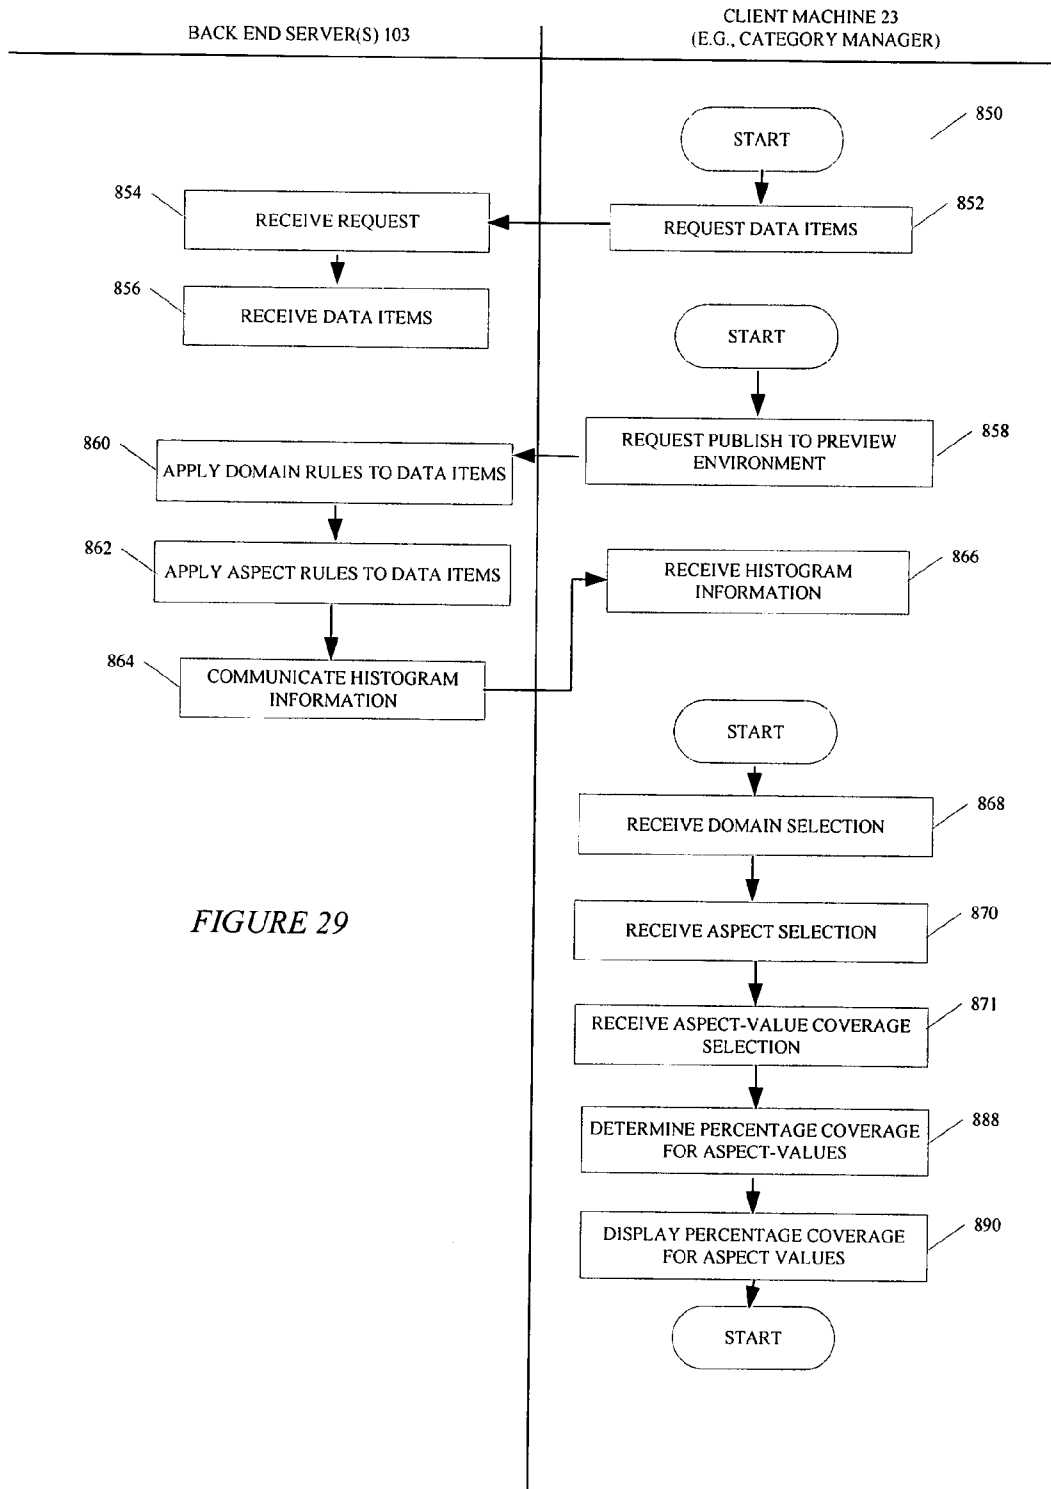 BACK END SERVER(S) 103
CLIENT MACHINE 23
(E.G., CATEGORY MANAGER)
START
850
854
RECEIVE REQUEST
REQUEST DATA ITEMS
852
856
RECEIVE DATA ITEMS
START
860
APPLY DOMAIN RULES TO DATA ITEMS
REQUEST PUBLISH TO PREVIEW
ENVIRONMENT
858
862
APPLY ASPECT RULES TO DATA ITEMS
RECEIVE HISTOGRAM
INFORMATION
866
864
COMMUNICATE HISTOGRAM
INFORMATION
START
RECEIVE DOMAIN SELECTION
868
FIGURE 29
RECEIVE ASPECT SELECTION
870
RECEIVE ASPECT-VALUE COVERAGE
SELECTION
871
DETERMINE PERCENTAGE COVERAGE
FOR ASPECT-VALUES
888
DISPLAY PERCENTAGE COVERAGE
FOR ASPECT VALUES
890
START